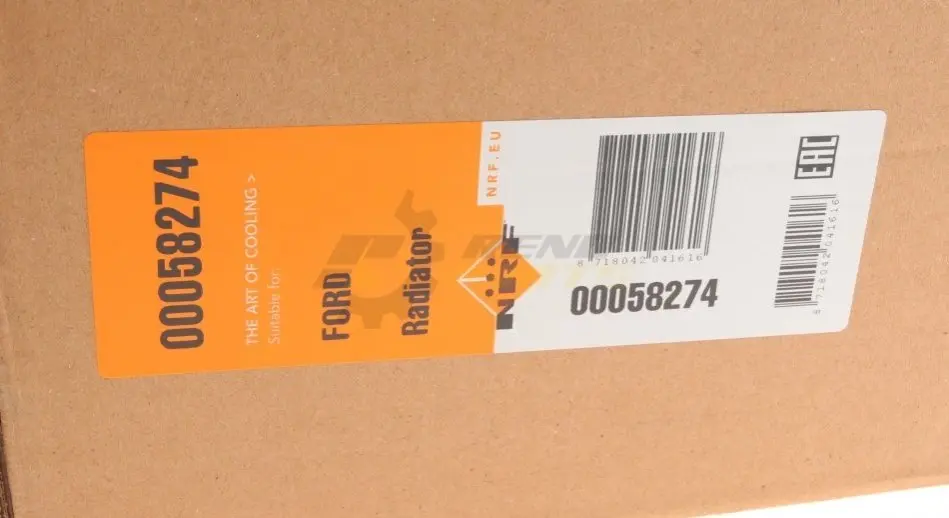 00058274
THE ART OF COOLING >
Suitable for:
FORD
Radiator
NRF.EU
NRF
8 718042 041616
00058274
8 718042 041616
EAC